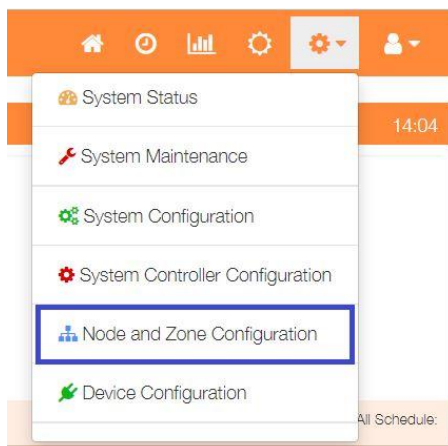 System Status
14:04
System Maintenance
System Configuration
System Controller Configuration
Node and Zone Configuration
Device Configuration
All Schedule: